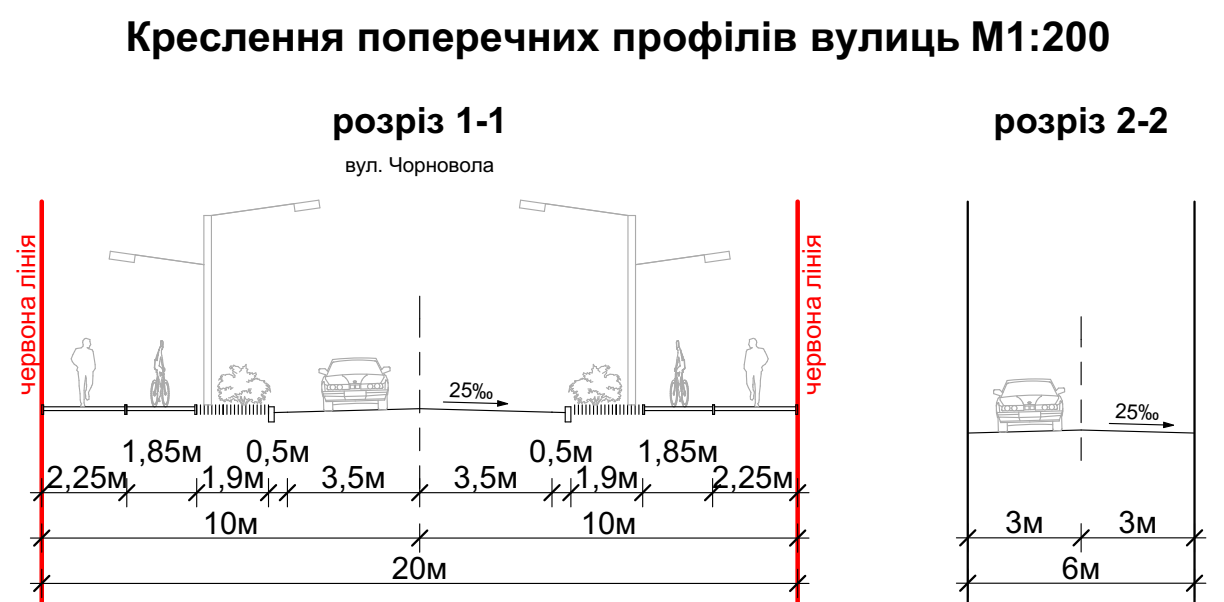 Креслення поперечних профілів вулиць М1:200
розріз 1-1
розріз 2-2
вул. Чорновола
червона лінія
червона лінія
25‰
25‰
1,85м 0,5м 0,5м 1,85м
2,25м 1,9м 3,5м 3,5м 1,9м 2,25м
10м 10м
3м 3м
20м
6м